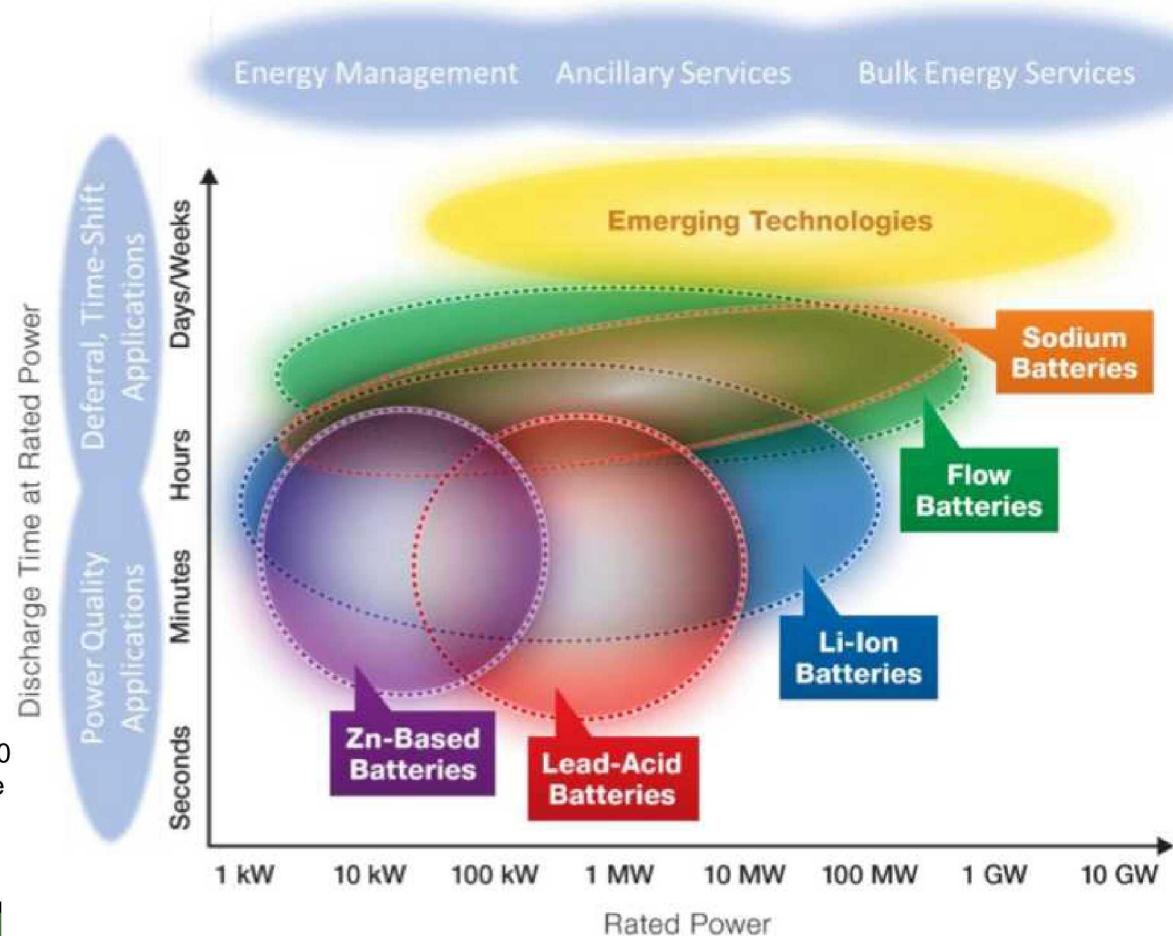 Energy Management
Ancillary Services
Bulk Energy Services
Discharge Time at Rated Power
Deferral, Time-Shift
Applications
Power Quality
Applications
Days/Weeks
Hours
Minutes
Seconds
Emerging Technologies
Sodium
Batteries
Flow
Batteries
Li-Ion
Batteries
Zn-Based
Batteries
Lead-Acid
Batteries
0
e
1 kW
10 kW
100 kW
1 MW
10 MW
100 MW
1 GW
10 GW
Rated Power